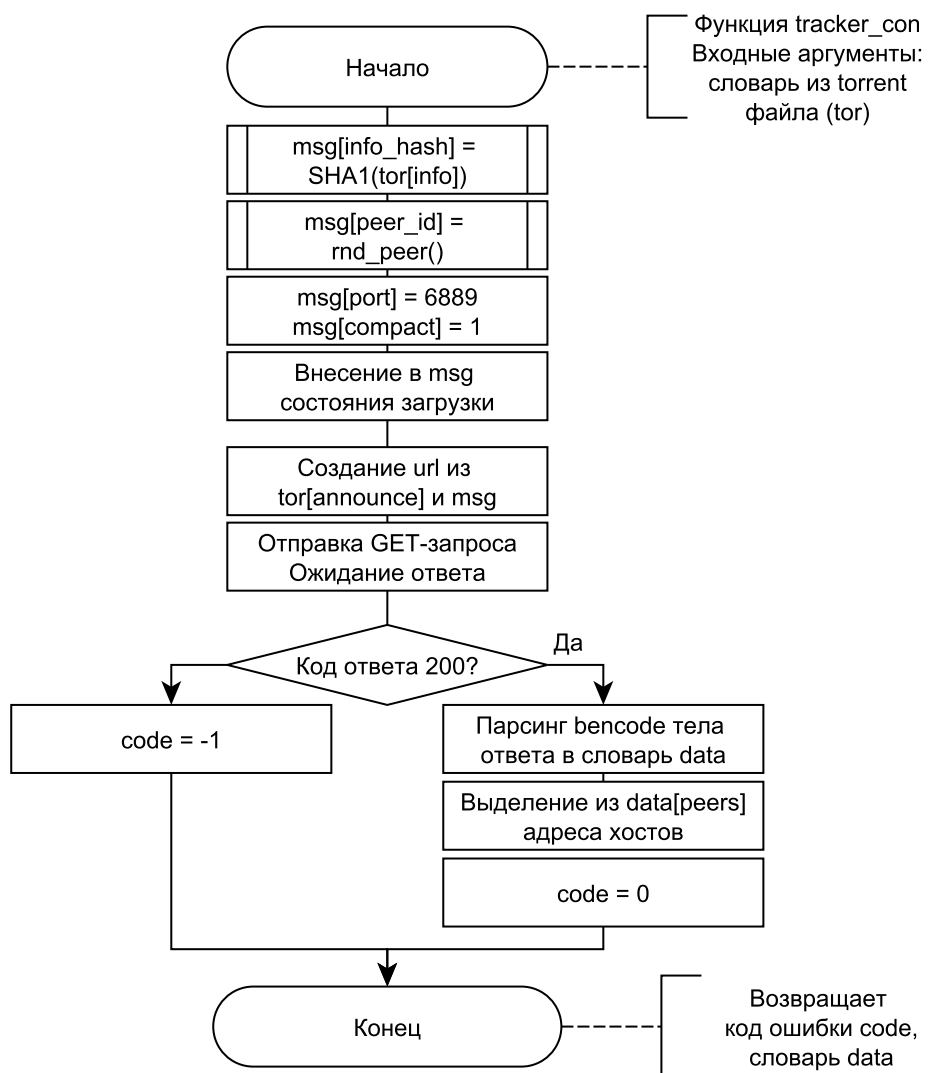 Функция tracker_con
Входные аргументы:
словарь из torrent
файла (tor)
Начало
msg[info_hash] =
SHA1(tor[info])
msg[peer_id] =
rnd_peer()
msg[port] = 6889
msg[compact] = 1
Внесение в msg
состояния загрузки
Создание url из
tor[announce] и msg
Отправка GET-запроса
Ожидание ответа
Код ответа 200?
Да
code = -1
Парсинг bencode тела
ответа в словарь data
Выделение из data[peers]
адреса хостов
code = 0
Конец
Возвращает
код ошибки code,
словарь data